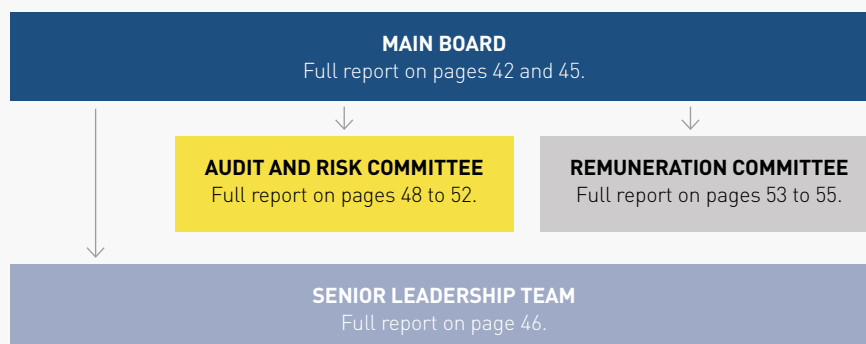 MAIN BOARD
Full report on pages 42 and 45.
AUDIT AND RISK COMMITTEE
Full report on pages 48 to 52.
REMUNERATION COMMITTEE
Full report on pages 53 to 55.
SENIOR LEADERSHIP TEAM
Full report on page 46.